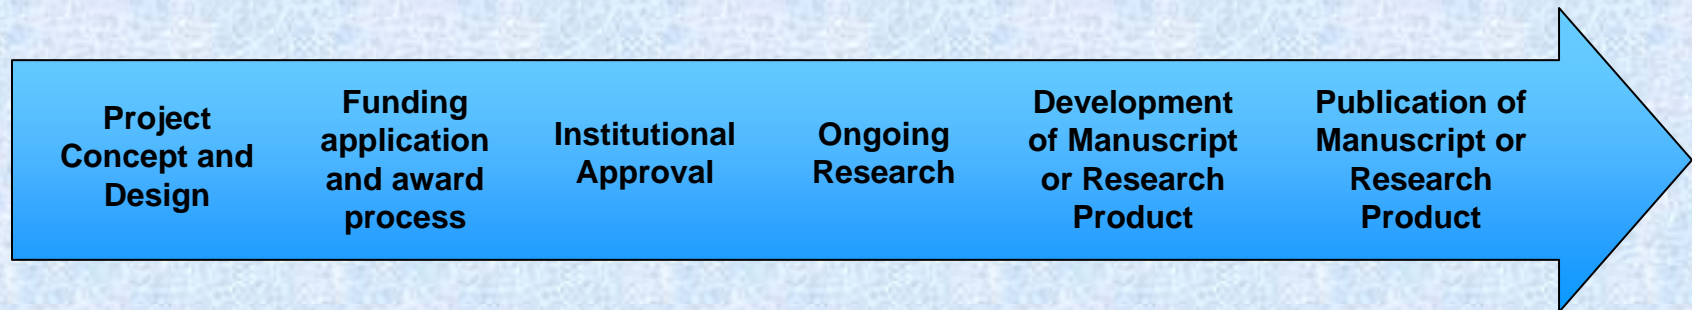 Project
Concept and
Design
Funding
application
and award
process
Institutional
Approval
Ongoing
Research
Development
of Manuscript
or Research
Product
Publication of
Manuscript or
Research
Product